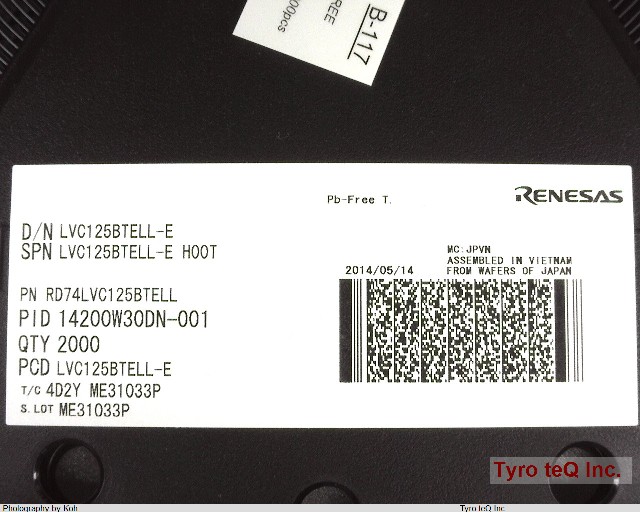 B-117
REE
00pcs
Pb-Free T.
RENESAS
D/N LVC125BTELL-E
SPN LVC125BTELL-E H00T
MC:JPVN
ASSEMBLED IN VIETNAM
2014/05/14 FROM WAFERS OF JAPAN
PN RD74LVC125BTELL
PID 14200W30DN-001
QTY 2000
PCD LVC125BTELL-E
T/C 4D2Y ME31033P
S.LOT ME31033P
Tyro teQ Inc.
Photography by Koh
Tyro teQ Inc